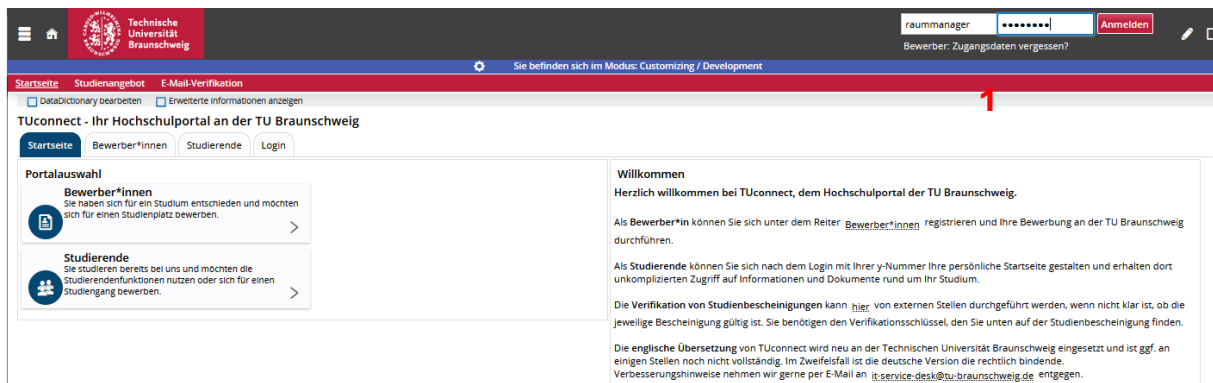 Technische
Universität
Braunschweig
raummanager
••••••••
Anmelden
Bewerber: Zugangsdaten vergessen?
Sie befinden sich im Modus: Customizing / Development
Startseite Studienangebot E-Mail-Verifikation
1
DataDictionary bearbeiten Erweiterte Informationen anzeigen
TUconnect - Ihr Hochschulportal an der TU Braunschweig
Startseite Bewerber*innen Studierende Login
Portalauswahl
Bewerber*innen
Sie haben sich für ein Studium entschieden und möchten
sich für einen Studienplatz bewerben.
Studierende
Sie studieren bereits bei uns und möchten die
Studierendenfunktionen nutzen oder sich für einen
Studiengang bewerben.
Willkommen
Herzlich willkommen bei TUconnect, dem Hochschulportal der TU Braunschweig.
Als Bewerber*in können Sie sich unter dem Reiter Bewerber*innen registrieren und Ihre Bewerbung an der TU Braunschweig
durchführen.
Als Studierende können Sie sich nach dem Login mit Ihrer y-Nummer Ihre persönliche Startseite gestalten und erhalten dort
unkomplizierten Zugriff auf Informationen und Dokumente rund um Ihr Studium.
Die Verifikation von Studienbescheinigungen kann hier von externen Stellen durchgeführt werden, wenn nicht klar ist, ob die
jeweilige Bescheinigung gültig ist. Sie benötigen den Verifikationsschlüssel, den Sie unten auf der Studienbescheinigung finden.
Die englische Übersetzung von TUconnect wird neu an der Technischen Universität Braunschweig eingesetzt und ist ggf. an
einigen Stellen noch nicht vollständig. Im Zweifelsfall ist die deutsche Version die rechtlich bindende.
Verbesserungshinweise nehmen wir gerne per E-Mail an it-service-desk@tu-braunschweig.de entgegen.